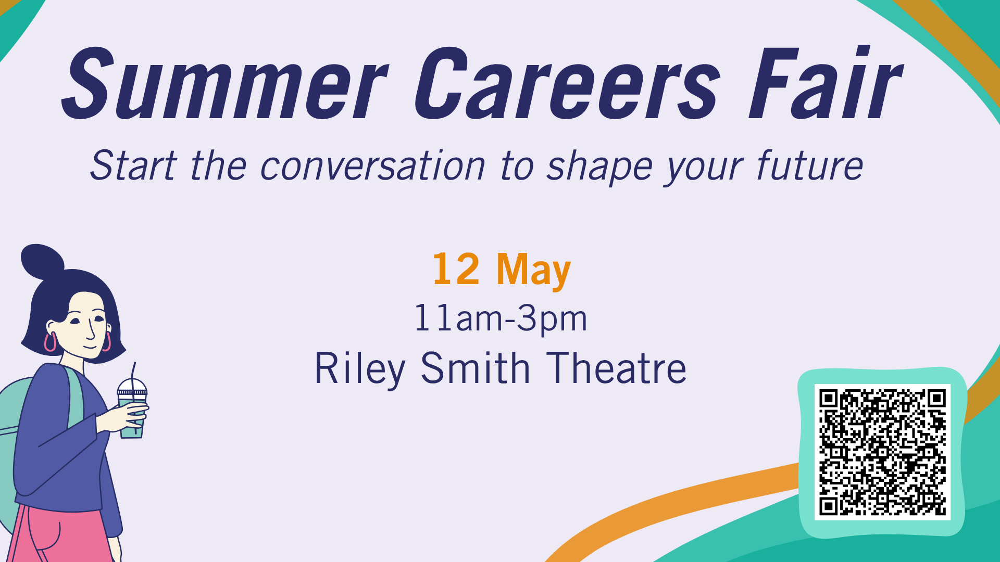 Summer Careers Fair
Start the conversation to shape your future
12 May
11am-3pm
Riley Smith Theatre